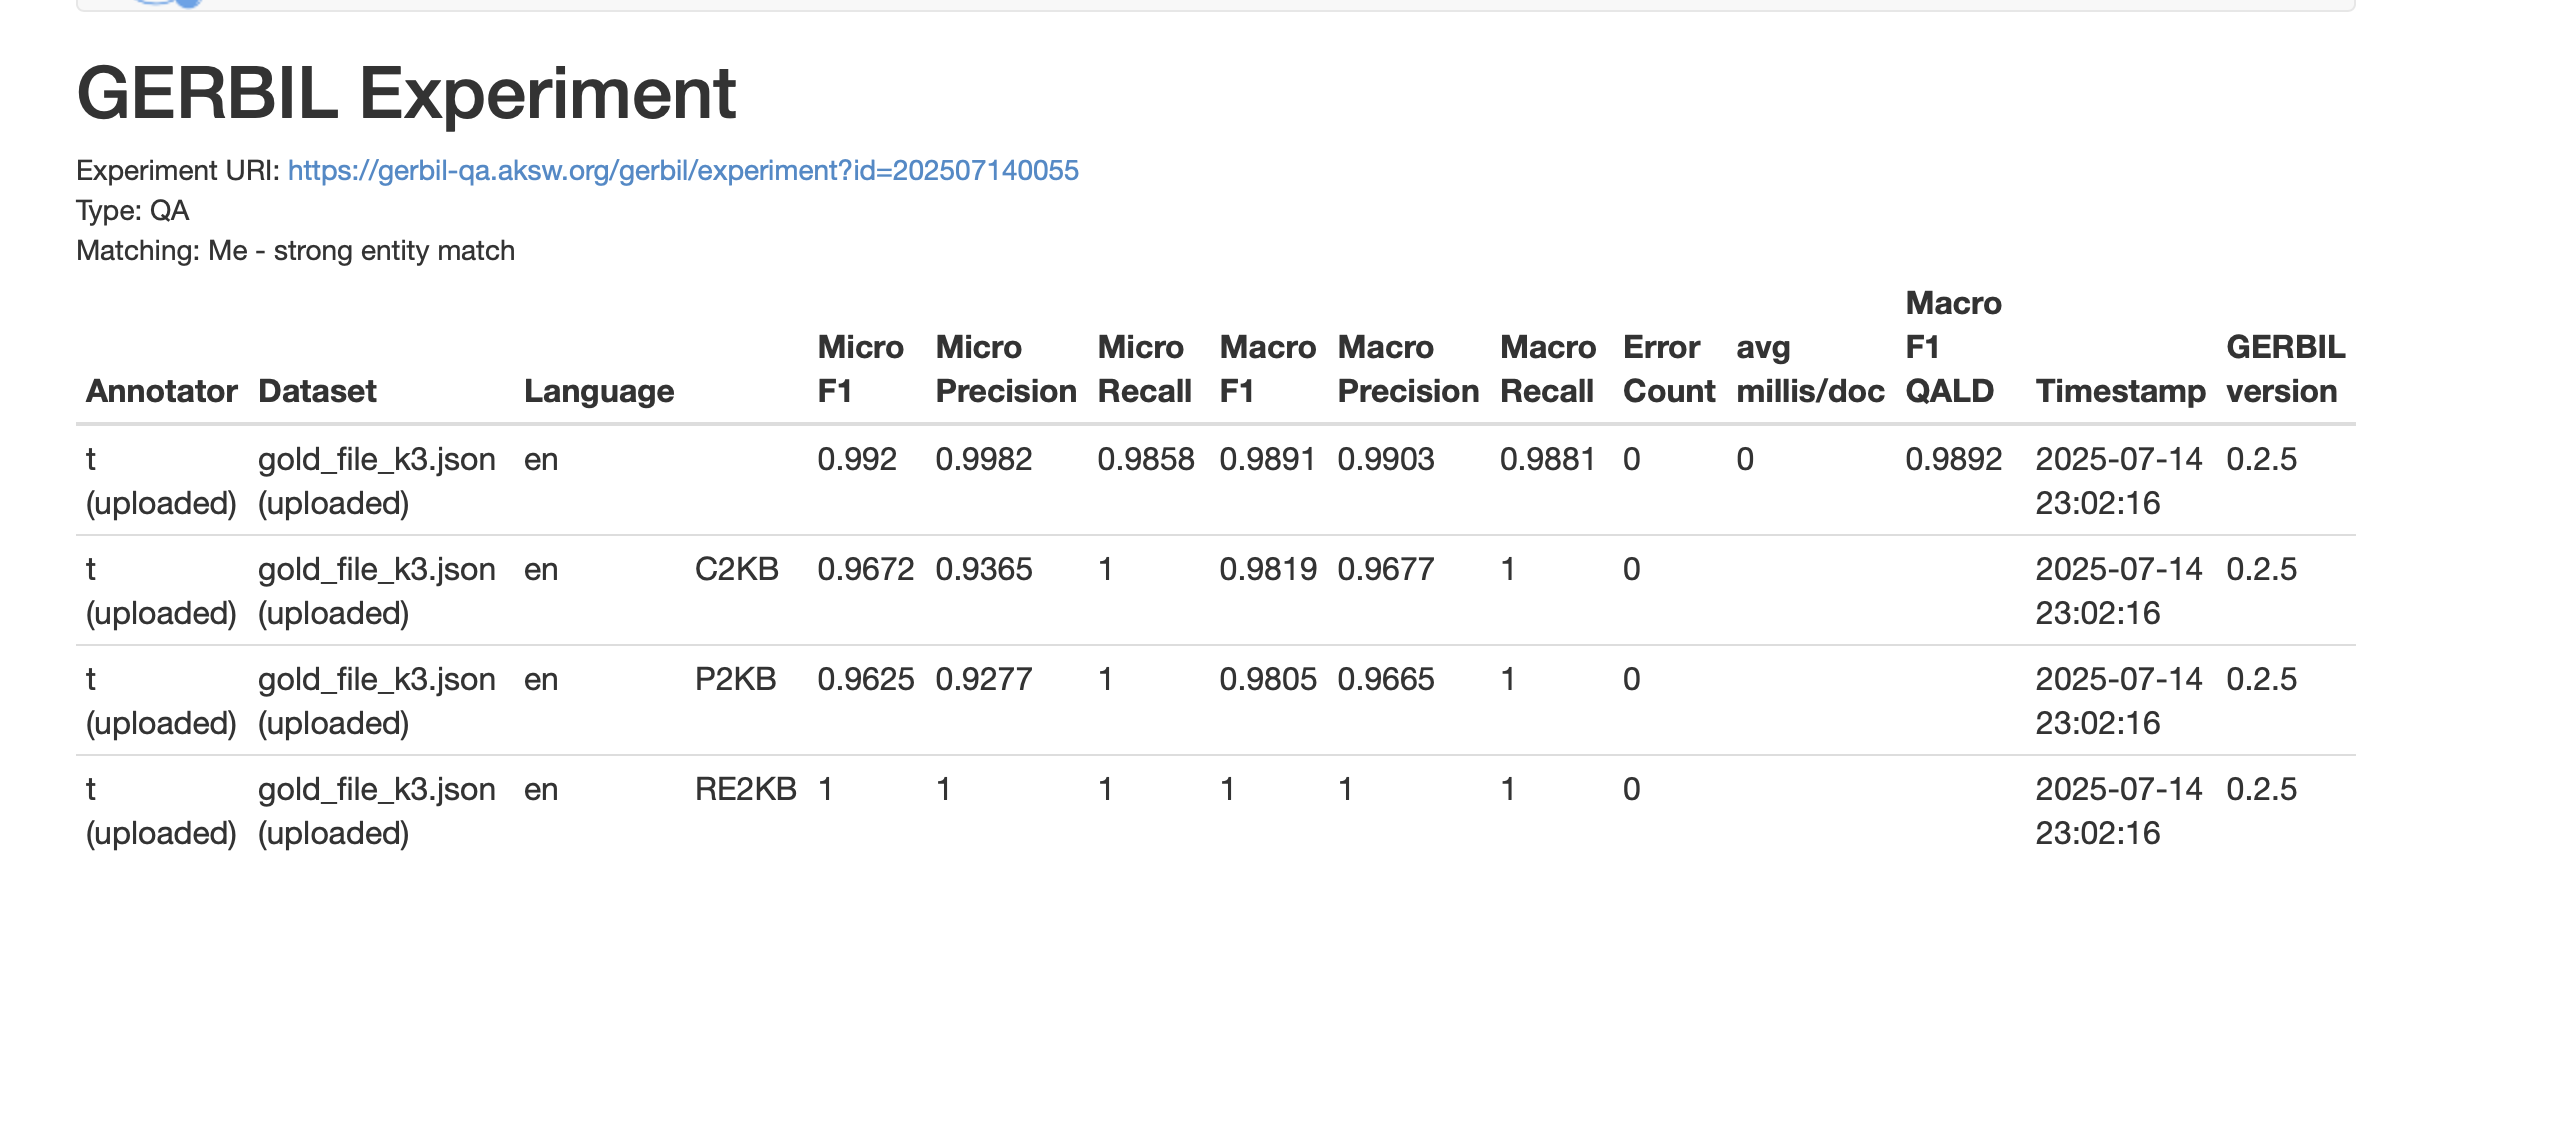 GERBIL Experiment
Experiment URI: https://gerbil-qa.aksw.org/gerbil/experiment?id=202507140055
Type: QA
Matching: Me - strong entity match
Annotator Dataset Language Micro F1 Micro Precision Micro Recall Macro F1 Macro Precision Macro Recall Error Count avg millis/doc Macro F1 QALD Timestamp GERBIL version
t gold_file_k3.json en 0.992 0.9982 0.9858 0.9891 0.9903 0.9881 0 0 0.9892 2025-07-14 0.2.5
(uploaded) (uploaded) 23:02:16
t gold_file_k3.json en C2KB 0.9672 0.9365 1 0.9819 0.9677 1 0 2025-07-14 0.2.5
(uploaded) (uploaded) 23:02:16
t gold_file_k3.json en P2KB 0.9625 0.9277 1 0.9805 0.9665 1 0 2025-07-14 0.2.5
(uploaded) (uploaded) 23:02:16
t gold_file_k3.json en RE2KB 1 1 1 1 1 1 0 2025-07-14 0.2.5
(uploaded) (uploaded) 23:02:16